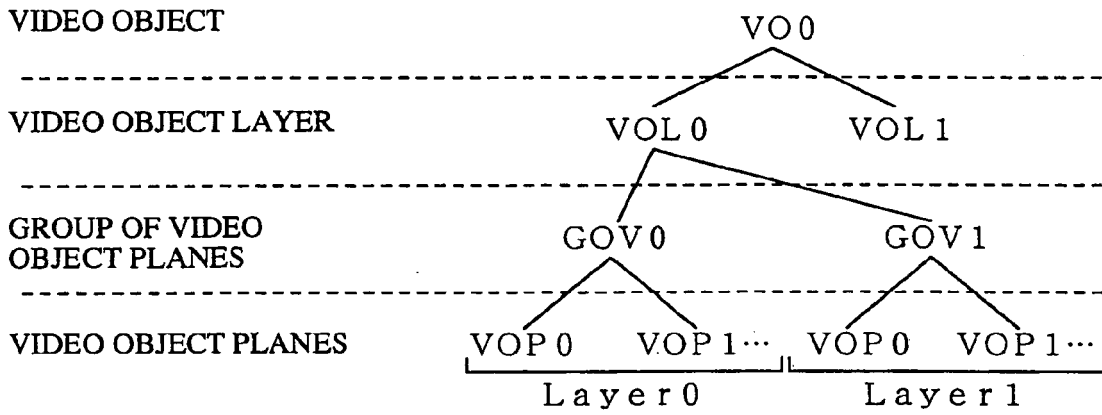 VIDEO OBJECT VO0
VIDEO OBJECT LAYER VOL0 VOL1
GROUP OF VIDEO
OBJECT PLANES GOV0 GOV1
VIDEO OBJECT PLANES VOP0 VOP1… VOP0 VOP1…
Layer0 Layer1